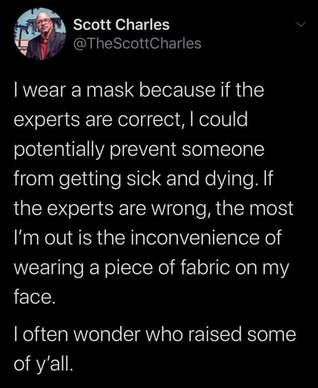 Scott Charles
@TheScottCharles
I wear a mask because if the
experts are correct, I could
potentially prevent someone
from getting sick and dying. If
the experts are wrong, the most
I'm out is the inconvenience of
wearing a piece of fabric on my
face.
I often wonder who raised some
of y'all.